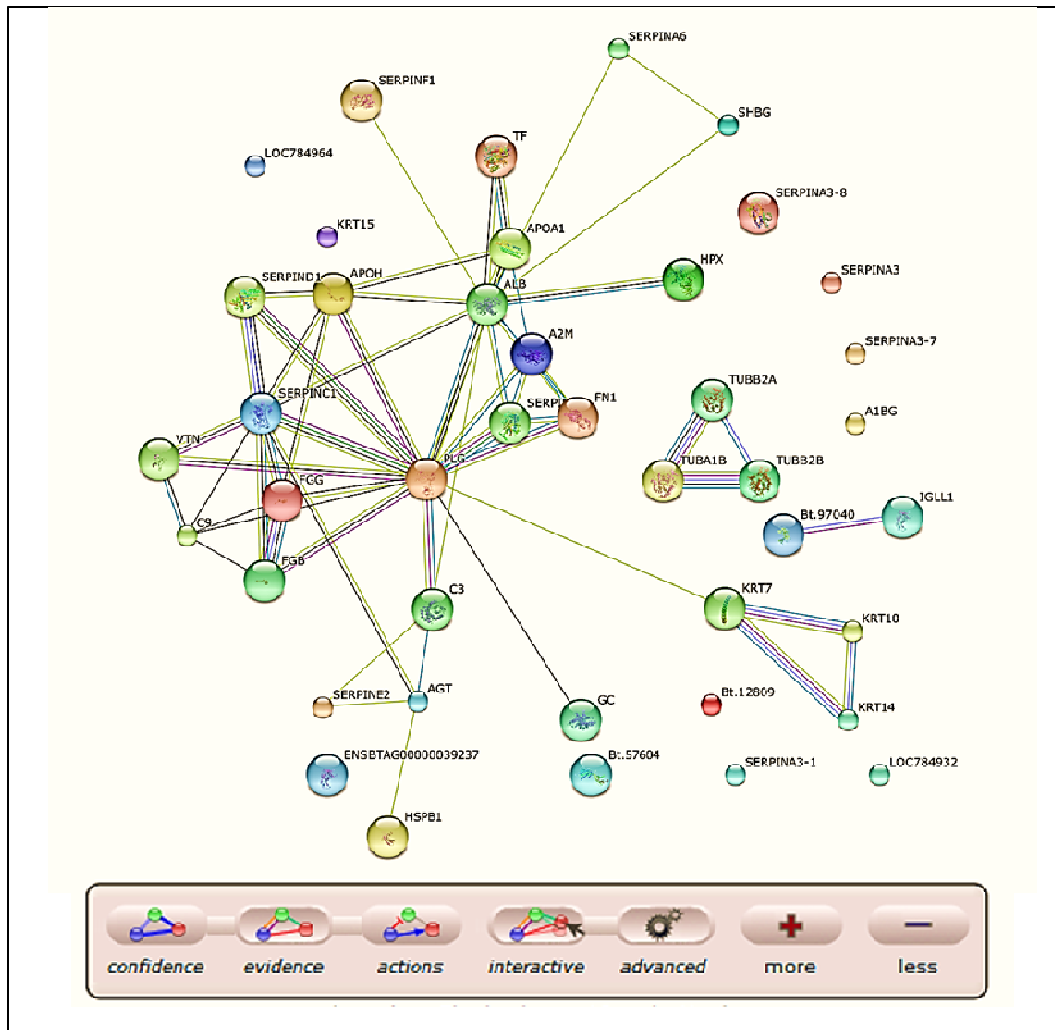 SERPINA6
SERPINF1
SHBG
TF
LOC784964
SERPINA3-8
KRT15
APOA1
SERPIND1
APOH
HPX
SERPINA3
ALB
A2M
SERPINA3-7
TUBB2A
SERPINC1
FN1
A1BG
VTN
PLG
TUBA1B
TUBB2B
FGG
IGLL1
C9
Bt.97040
FGB
C3
KRT7
KRT10
SERPINE2
AGT
GC
Bt.12809
KRT14
ENSBTAG00000039237
Bt.57604
SERPINA3-1
LOC784932
HSPB1
confidence evidence actions interactive advanced more less